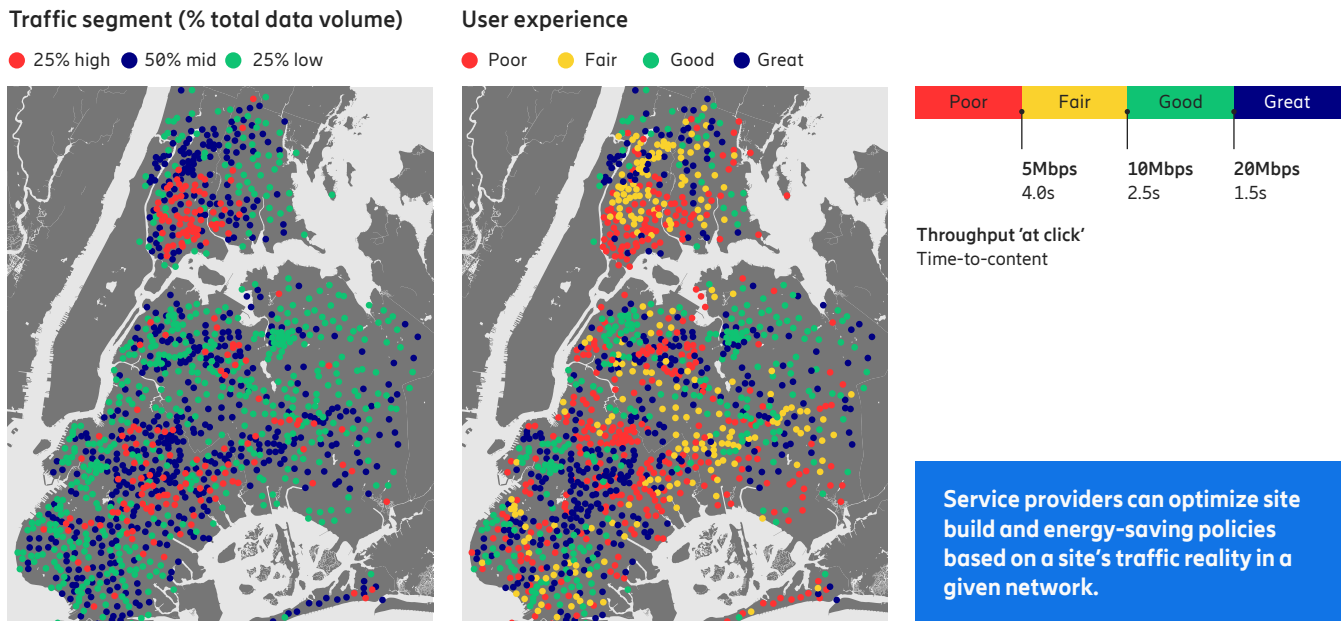 Traffic segment (% total data volume)
25% high 50% mid 25% low
User experience
Poor Fair Good Great
Poor Fair Good Great
5Mbps 10Mbps 20Mbps
4.0s 2.5s 1.5s
Throughput 'at click'
Time-to-content
Service providers can optimize site
build and energy-saving policies
based on a site's traffic reality in a
given network.